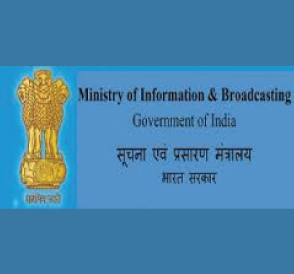 Ministry of Information & Broadcasting
Government of India
सूचना एवं प्रसारण मंत्रालय
भारत सरकार
सत्यमेव जयते